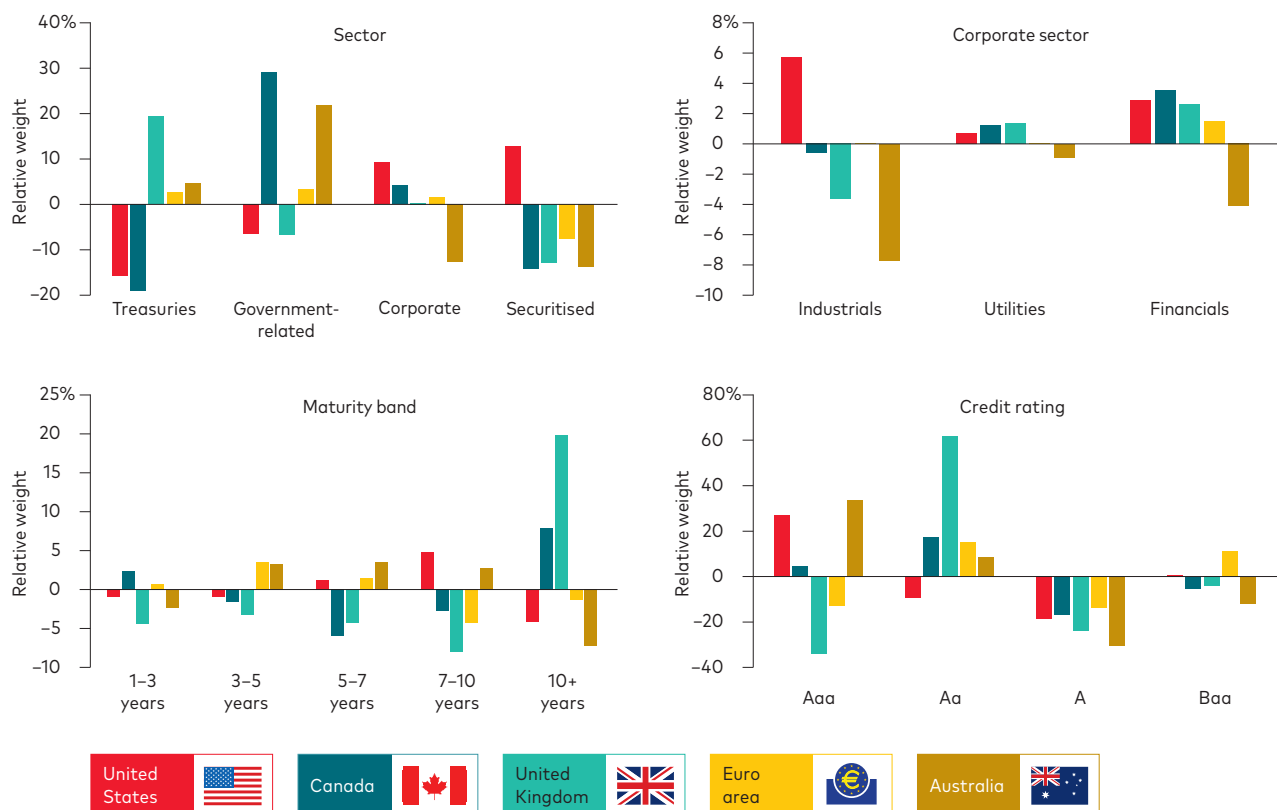 Sector
Relative weight
40%
30
20
10
0
–10
–20
Treasuries
Government-
related
Corporate
Securitised
Corporate sector
Relative weight
8%
6
4
2
0
–2
–4
–6
–8
–10
Industrials
Utilities
Financials
Maturity band
Relative weight
25%
20
15
10
5
0
–5
–10
1–3
years
3–5
years
5–7
years
7–10
years
10+
years
Credit rating
Relative weight
80%
60
40
20
0
–20
–40
Aaa
Aa
A
Baa
United
States
Canada
United
Kingdom
Euro
area
€
Australia